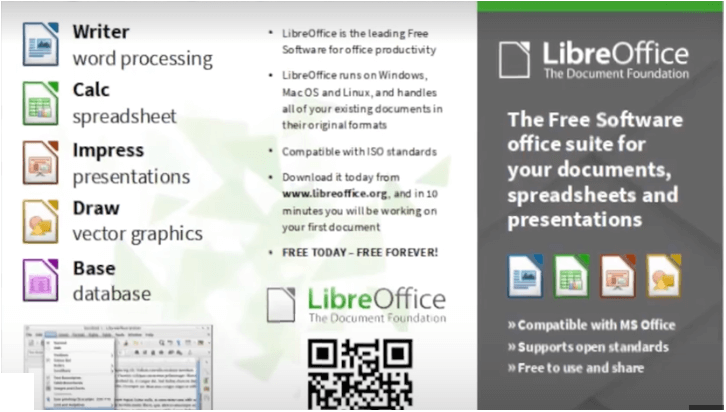 Writer
word processing
Calc
spreadsheet
Impress
presentations
Draw
vector graphics
Base
database
• LibreOffice is the leading Free
Software for office productivity
• LibreOffice runs on Windows,
Mac OS and Linux, and handles
all of your existing documents in
their original formats
• Compatible with ISO standards
• Download it today from
www.libreoffice.org, and in 10
minutes you will be working on
your first document
• FREE TODAY – FREE FOREVER!
LibreOffice
The Document Foundation
LibreOffice
The Document Foundation
The Free Software
office suite for
your documents,
spreadsheets and
presentations
» Compatible with MS Office
» Supports open standards
» Free to use and share